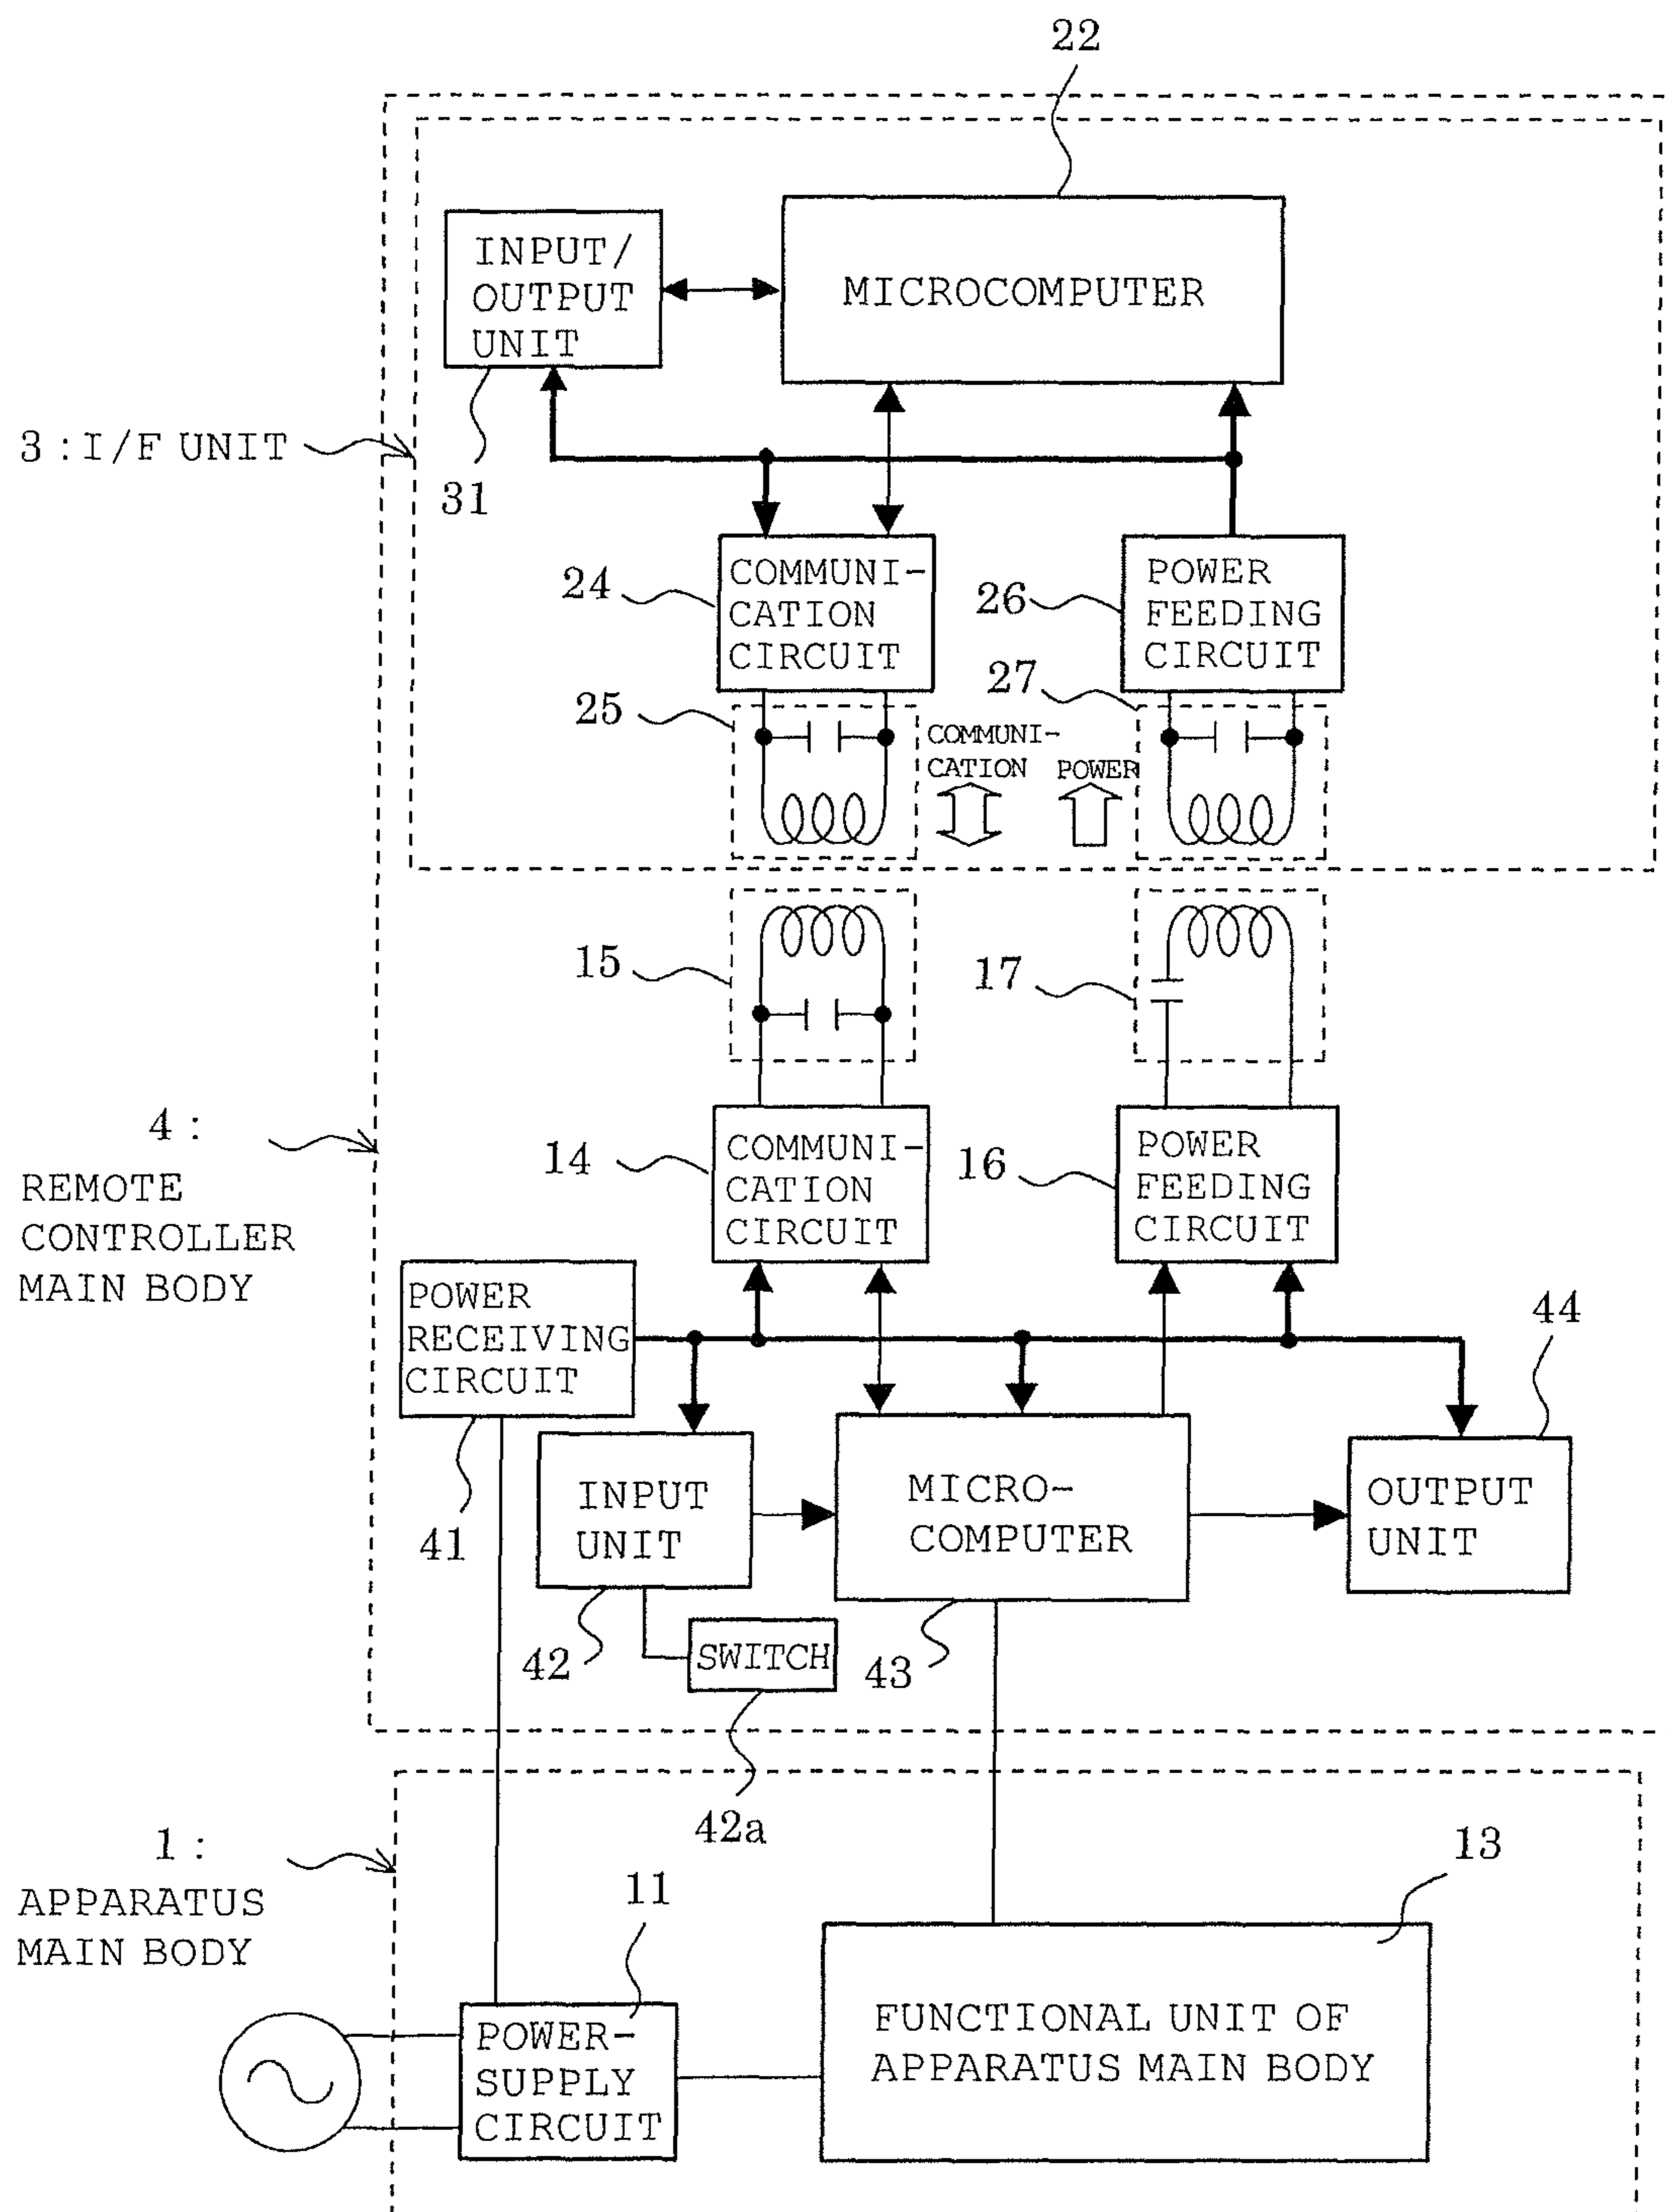 22
INPUT/
OUTPUT
UNIT
MICROCOMPUTER
3 : I/F UNIT
31
24
COMMUNI-
CATION
CIRCUIT
26
POWER
FEEDING
CIRCUIT
25
27
COMMUNI-
CATION
POWER
15
17
4 :
REMOTE
CONTROLLER
MAIN BODY
14
COMMUNI-
CATION
CIRCUIT
16
POWER
FEEDING
CIRCUIT
POWER
RECEIVING
CIRCUIT
44
41
INPUT
UNIT
MICRO-
COMPUTER
OUTPUT
UNIT
42
SWITCH
43
42a
1 :
APPARATUS
MAIN BODY
11
13
POWER-
SUPPLY
CIRCUIT
FUNCTIONAL UNIT OF
APPARATUS MAIN BODY